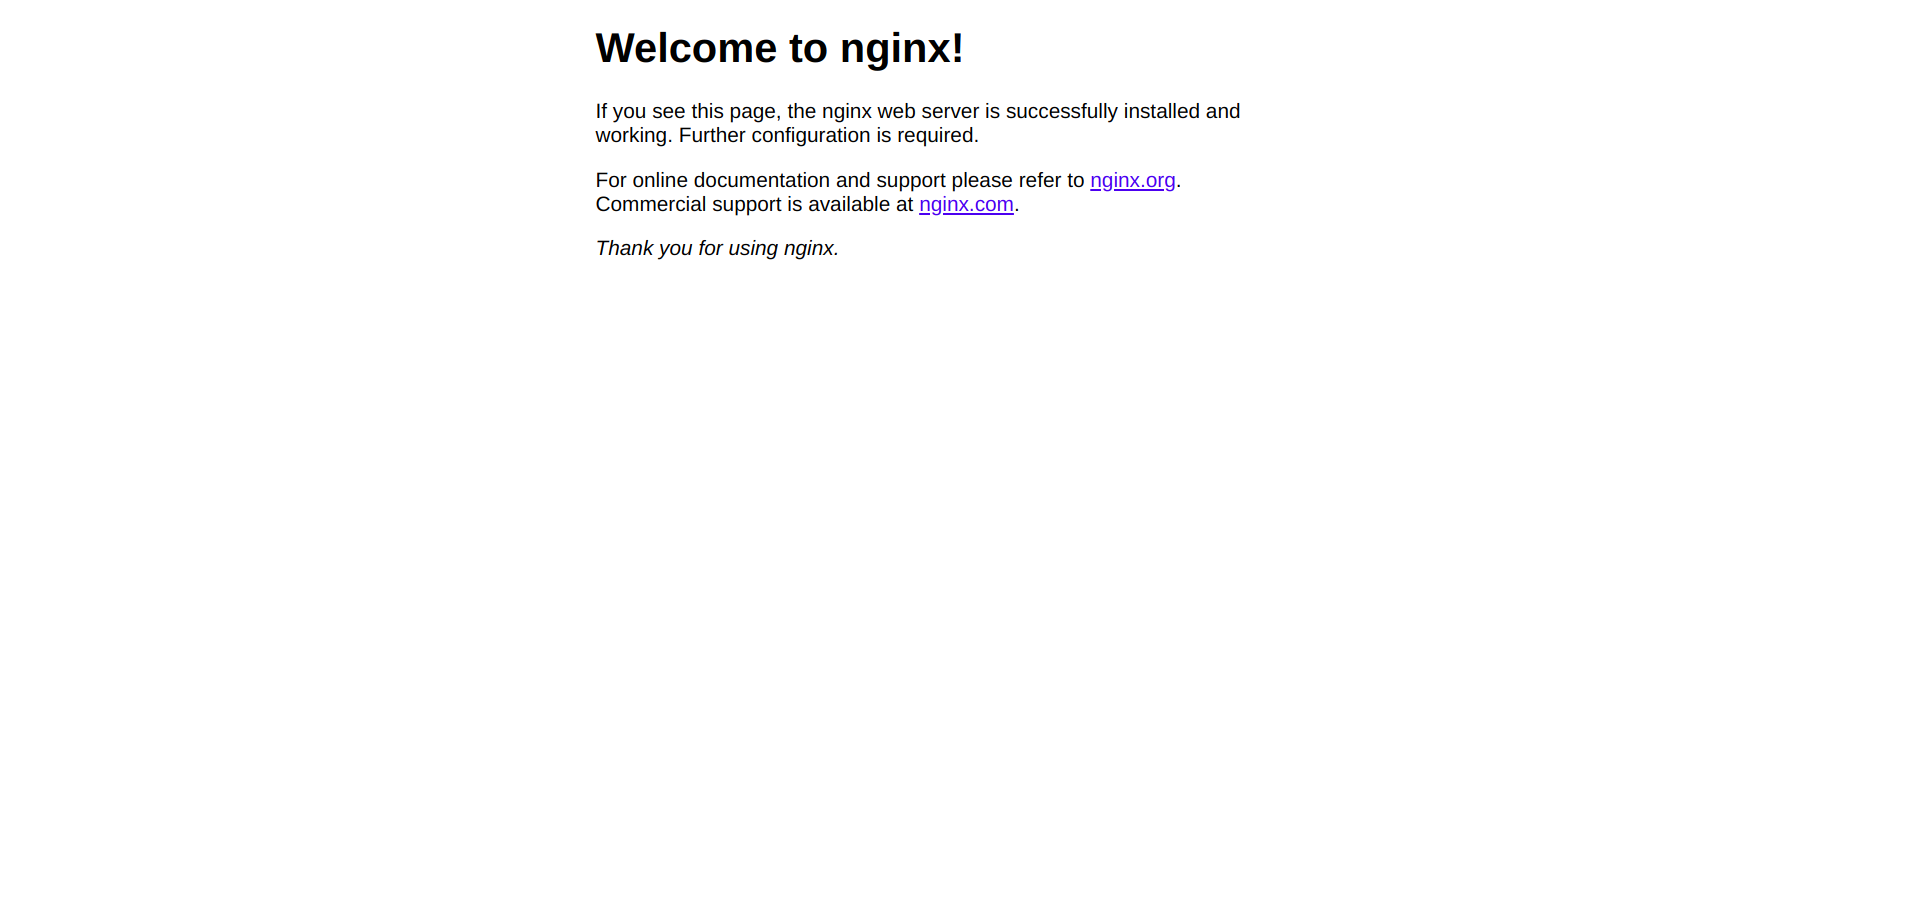 Welcome to nginx!
If you see this page, the nginx web server is successfully installed and
working. Further configuration is required.
For online documentation and support please refer to nginx.org.
Commercial support is available at nginx.com.
Thank you for using nginx.